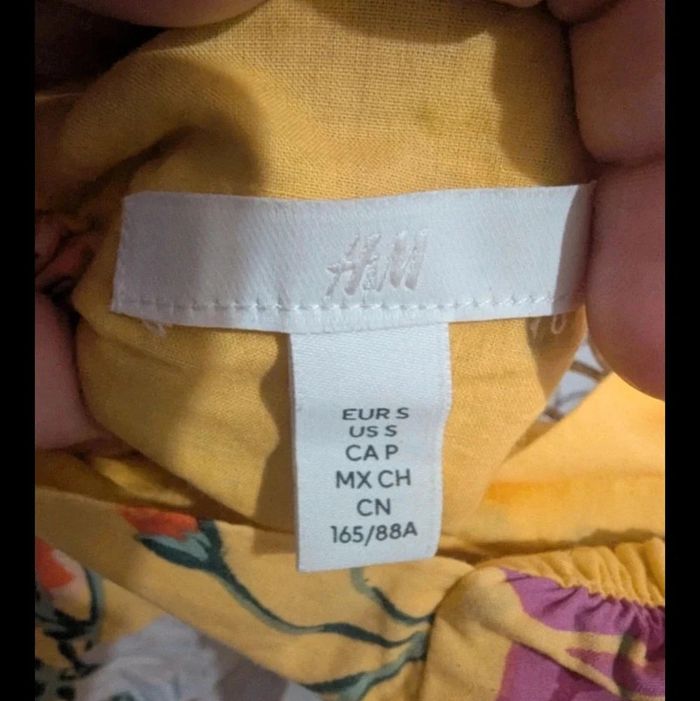 H&M
EUR S
US S
CA P
MX CH
CN
165/88A